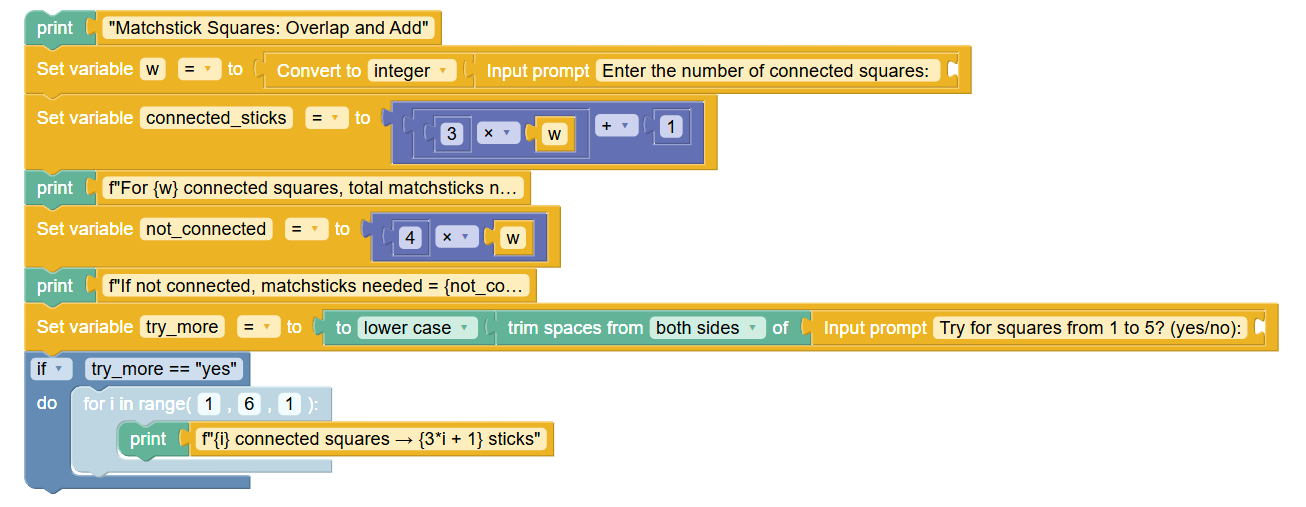 print "Matchstick Squares: Overlap and Add"
Set variable w = to Convert to integer Input prompt Enter the number of connected squares:
Set variable connected_sticks = to 3 × w + 1
print f"For {w} connected squares, total matchsticks n…
Set variable not_connected = to 4 × w
print f"If not connected, matchsticks needed = {not_co…
Set variable try_more = to to lower case trim spaces from both sides of Input prompt Try for squares from 1 to 5? (yes/no):
if try_more == "yes"
do for i in range( 1 , 6 , 1 ):
print f"{i} connected squares → {3*i + 1} sticks"